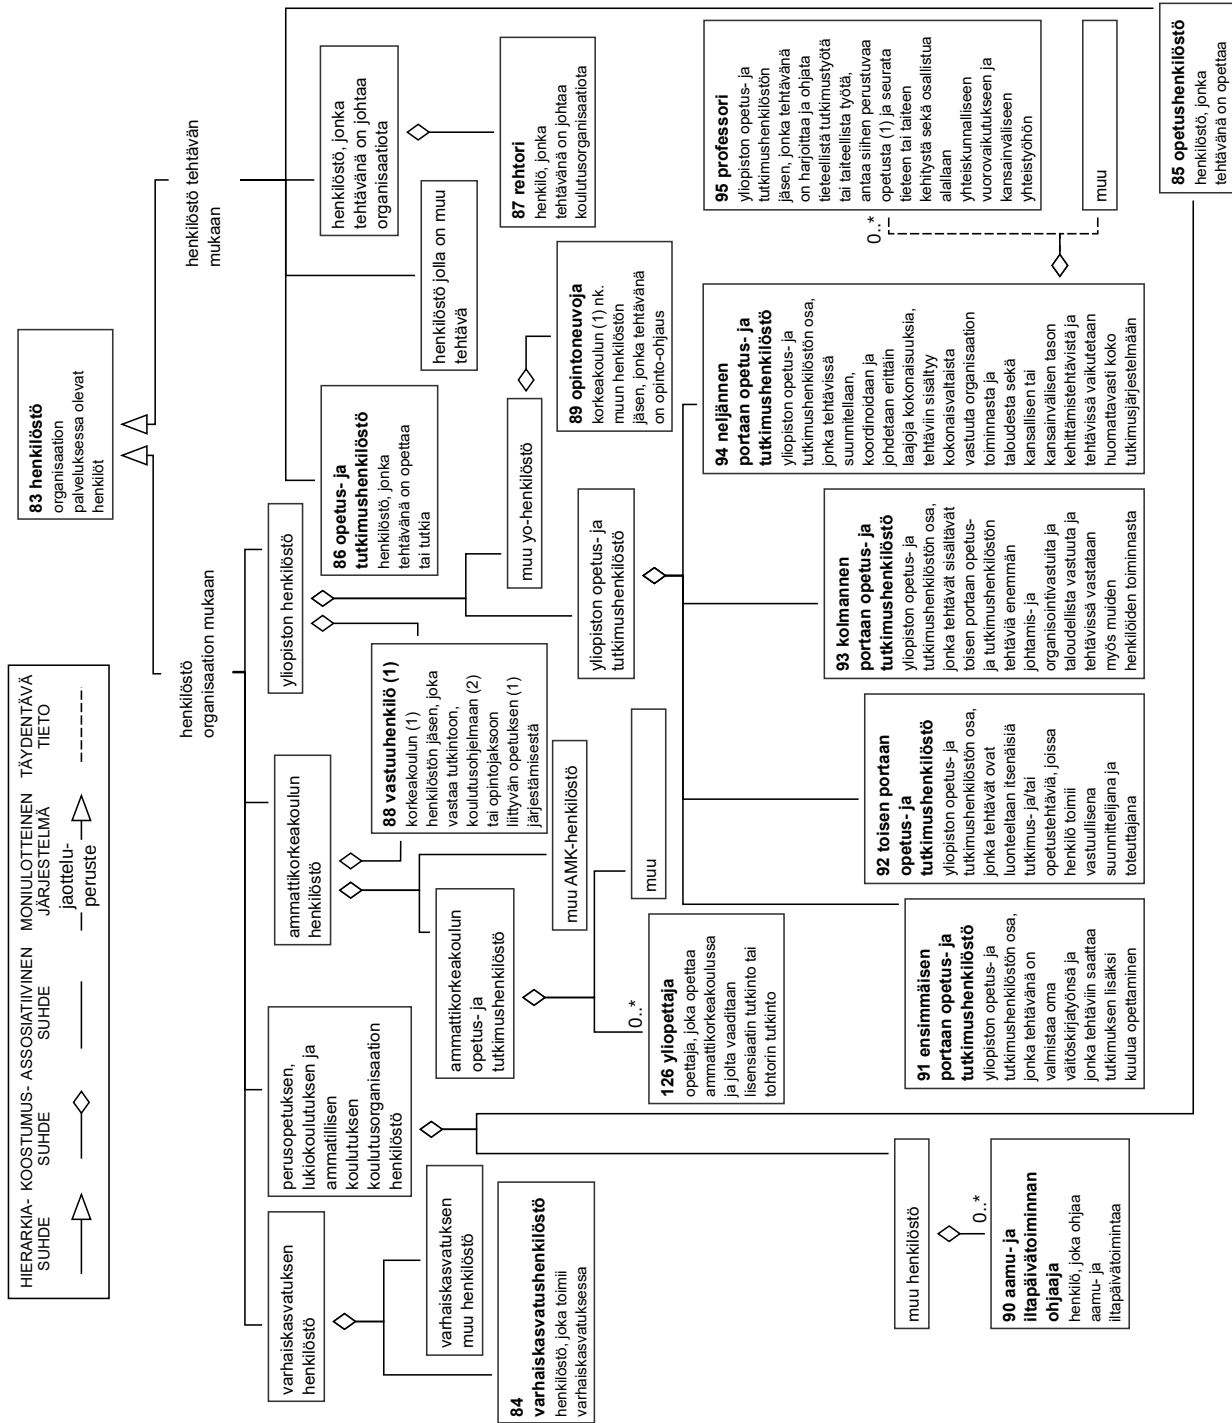 HIERARKIA-
SUHDE
KOOSTUMUS-
SUHDE
ASSOSIATIIVINEN
SUHDE
MONIULOTTEINEN
JÄRJESTELMÄ
jaottelu-
peruste
TÄYDENTÄVÄ
TIETO
83 henkilöstö
organisaation
palveluksessa olevat
henkilöt
henkilöstö
organisaation mukaan
henkilöstö tehtävän
mukaan
varhaiskasvatuksen
henkilöstö
perusopetuksen,
lukiokoulutuksen ja
ammatillisen
koulutuksen
koulutusorganisaation
henkilöstö
ammattikorkeakoulun
henkilöstö
yliopiston henkilöstö
86 opetus- ja
tutkimushenkilöstö
henkilöstö, jonka
tehtävänä on opettaa
tai tutkia
henkilöstö jolla on muu
tehtävä
henkilöstö, jonka
tehtävänä on johtaa
organisaatiota
87 rehtori
henkilö, jonka
tehtävänä on johtaa
koulutusorganisaatiota
88 vastuuhenkilö (1)
korkeakoulun (1)
henkilöstön jäsen, joka
vastaa tutkintoon,
koulutusohjelmaan (2)
tai opintojaksoon
liittyvän opetuksen (1)
järjestämisestä
varhaiskasvatuksen
muu henkilöstö
84
varhaiskasvatushenkilöstö
henkilöstö, joka toimii
varhaiskasvatuksessa
ammattikorkeakoulun
opetus- ja
tutkimushenkilöstö
muu AMK-henkilöstö
yliopiston opetus- ja
tutkimushenkilöstö
muu yo-henkilöstö
89 opintoneuvoja
korkeakoulun (1) nk.
muun henkilöstön
jäsen, jonka tehtävänä
on opinto-ohjaus
0..*
126 yliopettaja
opettaja, joka opettaa
ammattikorkeakoulussa
ja jolta vaaditaan
lisensiaatin tutkinto tai
tohtorin tutkinto
muu
91 ensimmäisen
portaan opetus- ja
tutkimushenkilöstö
yliopiston opetus- ja
tutkimushenkilöstön osa,
jonka tehtävänä on
valmistaa oma
väitöskirjatyönsä ja
jonka tehtäviin saattaa
tutkimuksen lisäksi
kuulua opettaminen
92 toisen portaan
opetus- ja
tutkimushenkilöstö
yliopiston opetus- ja
tutkimushenkilöstön osa,
jonka tehtävät ovat
luonteeltaan itsenäisiä
tutkimus- ja/tai
opetustehtäviä, joissa
henkilö toimii
vastuullisena
suunnittelijana ja
toteuttajana
93 kolmannen
portaan opetus- ja
tutkimushenkilöstö
yliopiston opetus- ja
tutkimushenkilöstön osa,
jonka tehtävät sisältävät
toisen portaan opetus-
ja tutkimushenkilöstön
tehtäviä enemmän
johtamis- ja
organisointivastuita ja
taloudellista vastuuta ja
tehtävissä vastataan
myös muiden
henkilöiden toiminnasta
94 neljännen
portaan opetus- ja
tutkimushenkilöstö
yliopiston opetus- ja
tutkimushenkilöstön osa,
jonka tehtävissä
suunnitellaan,
koordinoidaan ja
johdetaan erittäin
laajoja kokonaisuuksia,
tehtäviin sisältyy
kokonaisvaltaista
vastuuta organisaation
toiminnasta ja
taloudesta sekä
kansallisen tai
kansainvälisen tason
kehittämistehtävistä ja
tehtävissä vaikutetaan
huomattavasti koko
tutkimusjärjestelmään
0..*
95 professori
yliopiston opetus- ja
tutkimushenkilöstön
jäsen, jonka tehtävänä
on harjoittaa ja ohjata
tieteellistä tutkimustyötä
tai taiteellista työtä,
antaa siihen perustuvaa
opetusta (1) ja seurata
tieteen tai taiteen
kehitystä sekä osallistua
alallaan
yhteiskunnalliseen
vuorovaikutukseen ja
kansainväliseen
yhteistyöhön
muu
muu henkilöstö
0..*
90 aamu- ja
iltapäivätoiminnan
ohjaaja
henkilö, joka ohjaa
aamu- ja
iltapäivätoimintaa
85 opetushenkilöstö
henkilöstö, jonka
tehtävänä on opettaa